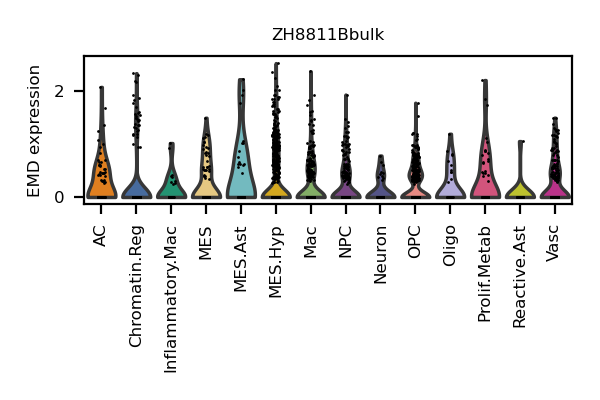 ZH8811Bbulk
EMD expression
2
0
AC
Chromatin.Reg
Inflammatory.Mac
MES
MES.Ast
MES.Hyp
Mac
NPC
Neuron
OPC
Oligo
Prolif.Metab
Reactive.Ast
Vasc